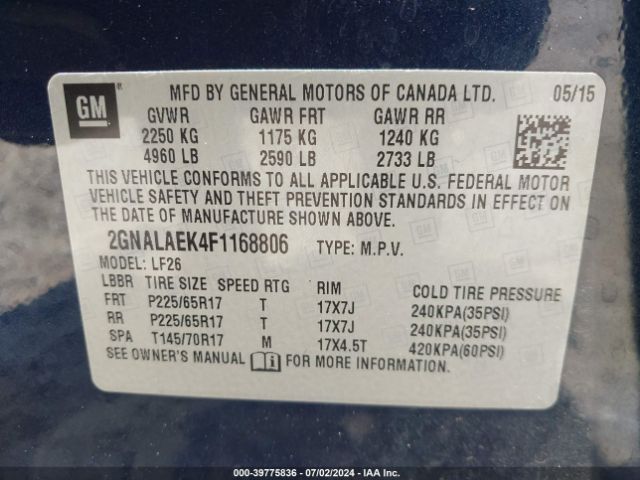 GM
MFD BY GENERAL MOTORS OF CANADA LTD. 05/15
GVWR GAWR FRT GAWR RR
2250 KG 1175 KG 1240 KG
4960 LB 2590 LB 2733 LB
THIS VEHICLE CONFORMS TO ALL APPLICABLE U.S. FEDERAL MOTOR
VEHICLE SAFETY AND THEFT PREVENTION STANDARDS IN EFFECT ON
THE DATE OF MANUFACTURE SHOWN ABOVE.
2GNALAEK4F1168806 TYPE: M.P.V.
MODEL: LF26
LBBR TIRE SIZE SPEED RTG RIM COLD TIRE PRESSURE
FRT P225/65R17 T 17X7J 240KPA(35PSI)
RR P225/65R17 T 17X7J 240KPA(35PSI)
SPA T145/70R17 M 17X4.5T 420KPA(60PSI)
SEE OWNER'S MANUAL FOR MORE INFORMATION.
000-39775836 - 07/02/2024 - IAA Inc.